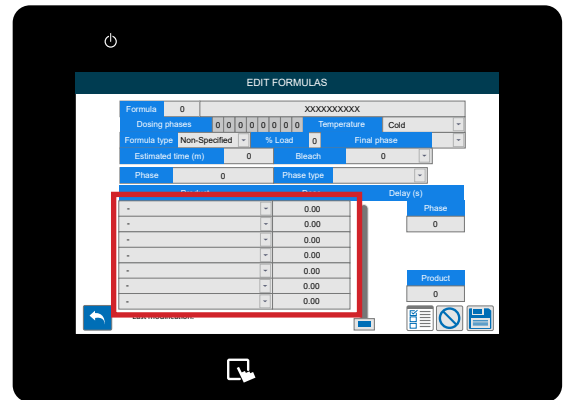 EDIT FORMULAS
Formula 0 XXXXXXXXXX
Dosing phases 0 0 0 0 0 0 0 0 Temperature Cold
Formula type Non-Specified % Load 0 Final phase
Estimated time (m) 0 Bleach 0
Phase 0 Phase type
Delay (s)
- 0.00 Phase
- 0.00 0
- 0.00
- 0.00
- 0.00 Product
- 0.00 0
- 0.00